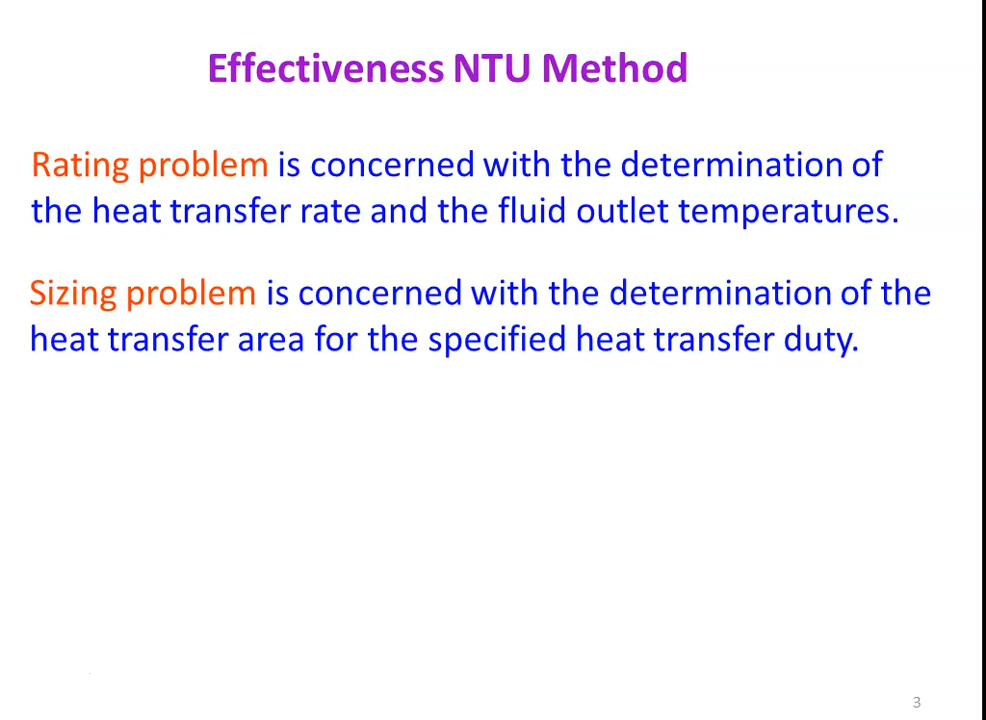 Effectiveness NTU Method
Rating problem is concerned with the determination of
the heat transfer rate and the fluid outlet temperatures.
Sizing problem is concerned with the determination of the
heat transfer area for the specified heat transfer duty.
3